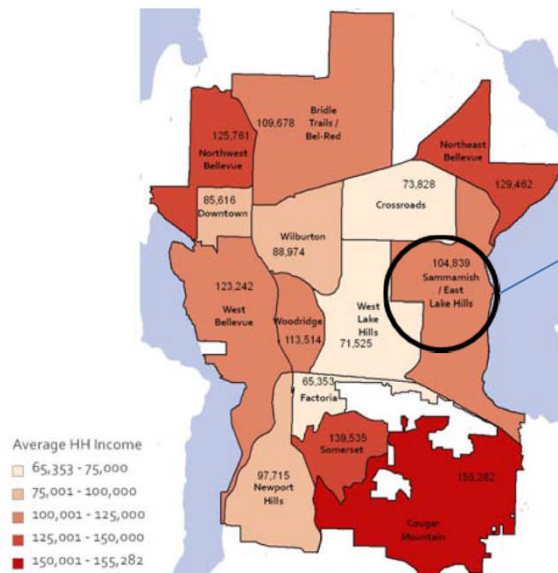 Bridle
109,678
Trails /
Bel-Red
125,761
Northwest
Bellevue
Northeast
Bellevue
129,462
73,828
Crossroads
85,616
Downtown
Wilburton
88,974
104,839
Sammamish
/ East
Lake Hills
123,242
West
Bellevue
West
Lake
Hills
71,525
Woodridge
113,514
65,353
Factoria
139,535
Somerset
97,715
Newport
Hills
155,282
Cougar
Mountain
Average HH Income
65,353 - 75,000
75,001 - 100,000
100,001 - 125,000
125,001 - 150,000
150,001 - 155,282